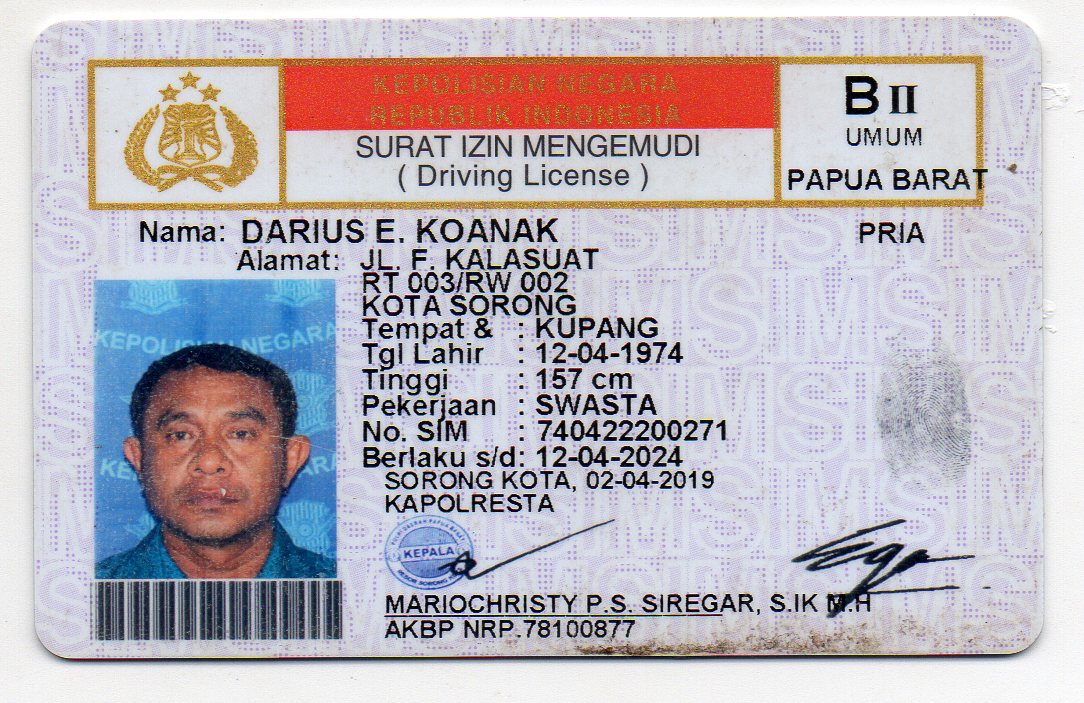 KEPOLISIAN NEGARA
REPUBLIK INDONESIA
SURAT IZIN MENGEMUDI
( Driving License )
B II
UMUM
PAPUA BARAT
Nama: DARIUS E. KOANAK
PRIA
Alamat: JL. F. KALASUAT
RT 003/RW 002
KOTA SORONG
Tempat & : KUPANG
Tgl Lahir : 12-04-1974
Tinggi : 157 cm
Pekerjaan : SWASTA
No. SIM : 740422200271
Berlaku s/d: 12-04-2024
SORONG KOTA, 02-04-2019
KAPOLRESTA
KEPOLISIAN NEGARA
KEPALA
MARIOCHRISTY P.S. SIREGAR, S.IK M.H
AKBP NRP.78100877